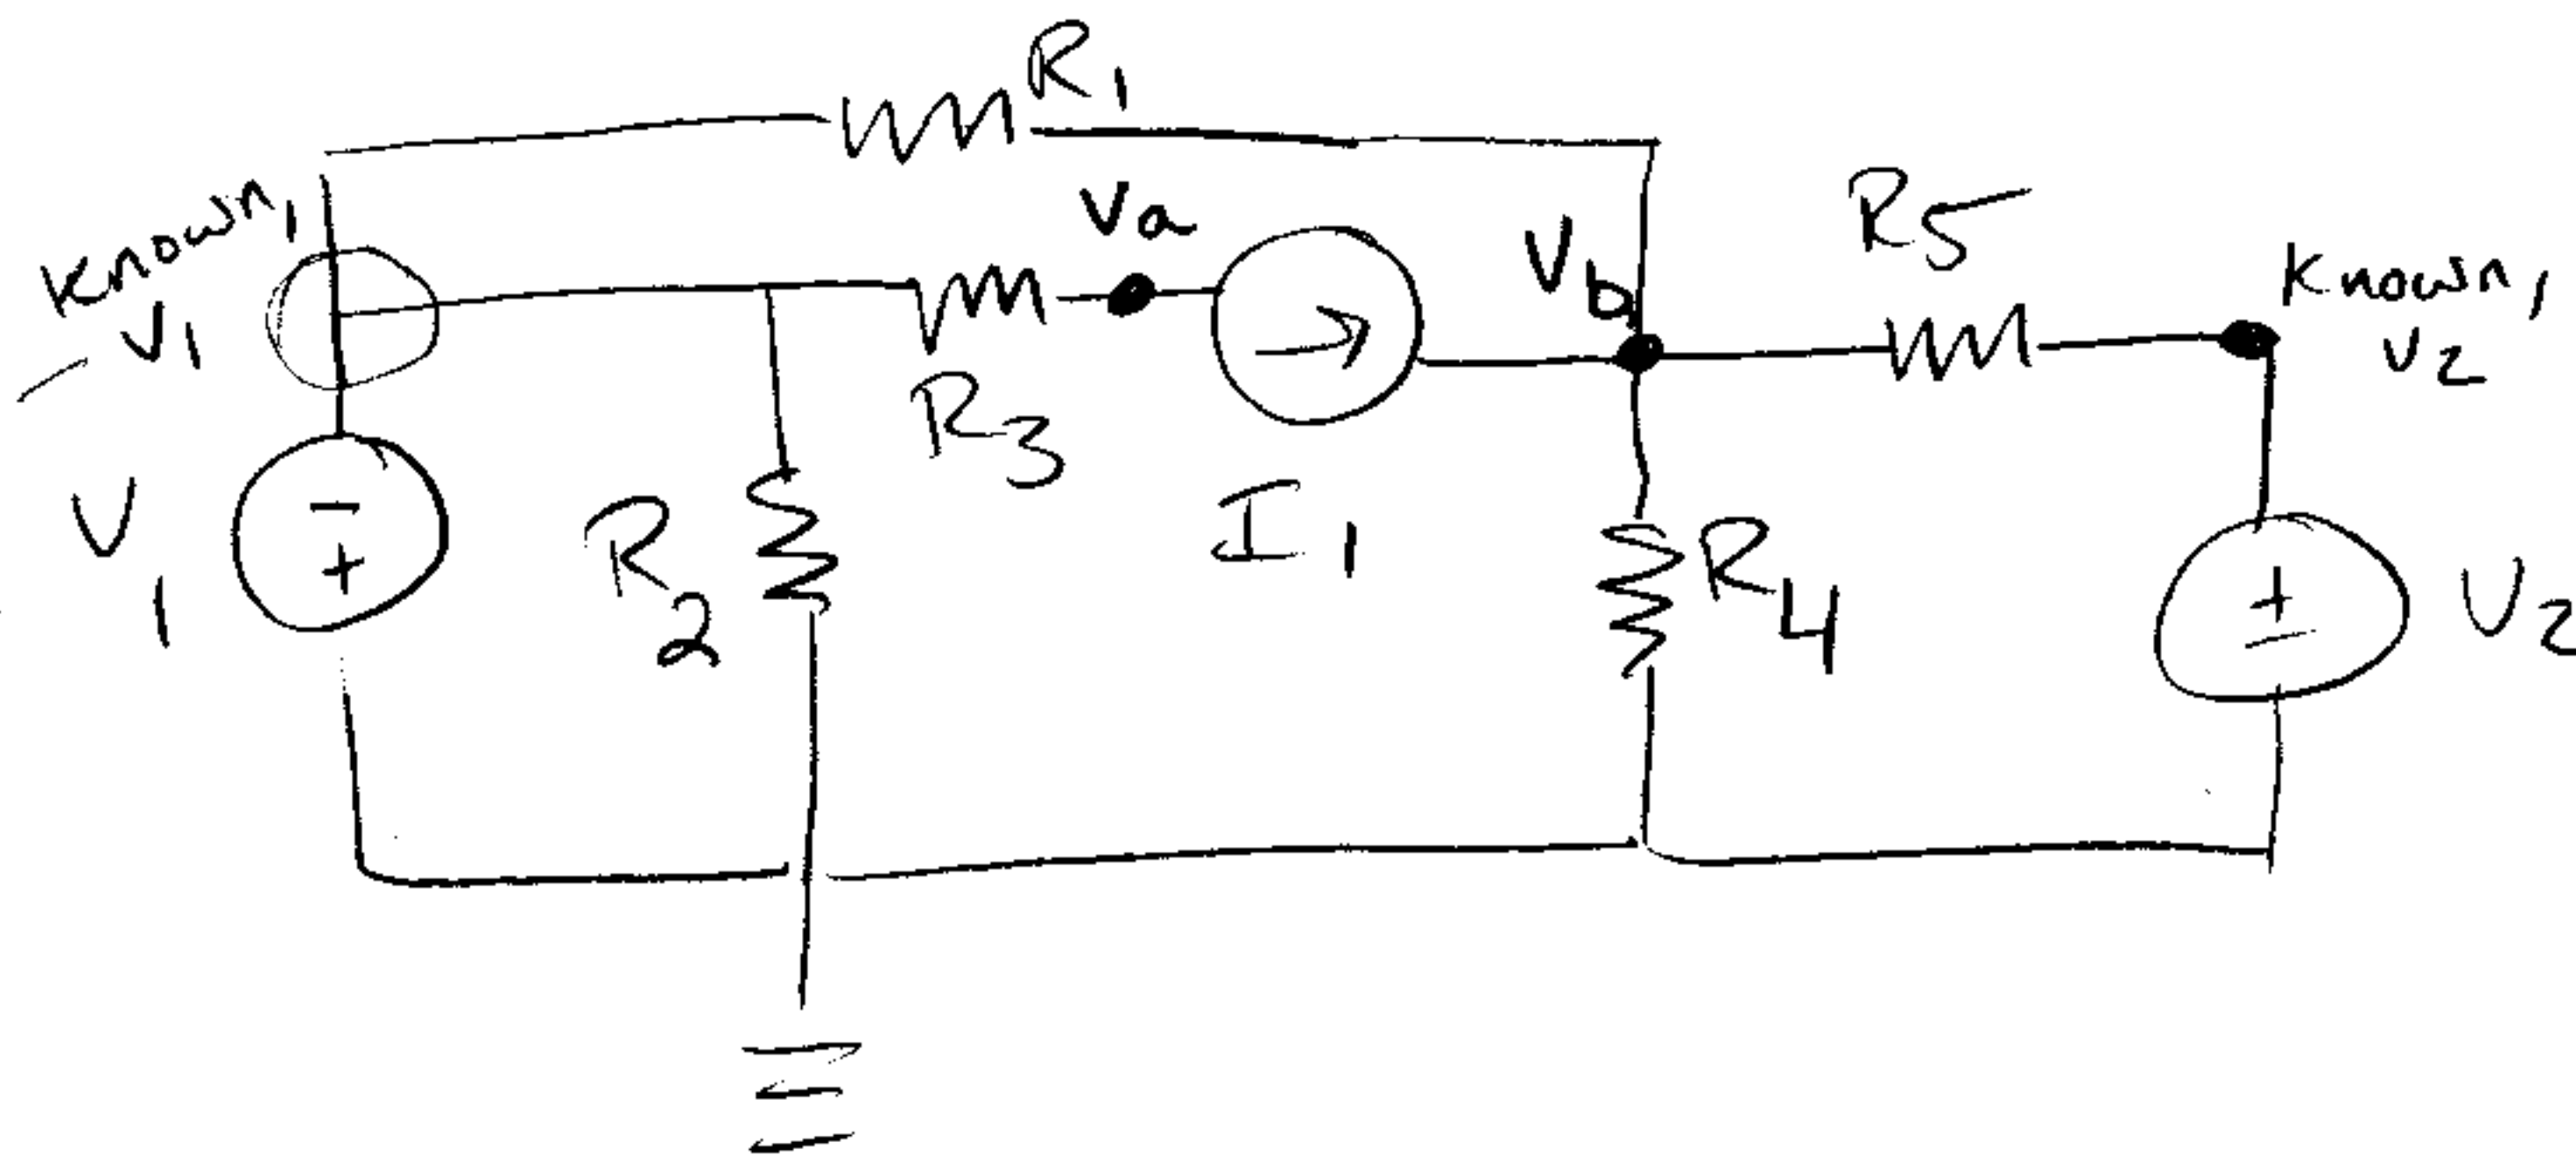 R1
Known,
-V1
Va
Vb
R5
Known,
V2
R3
-
+
V1
R2
I1
R4
+
-
V2